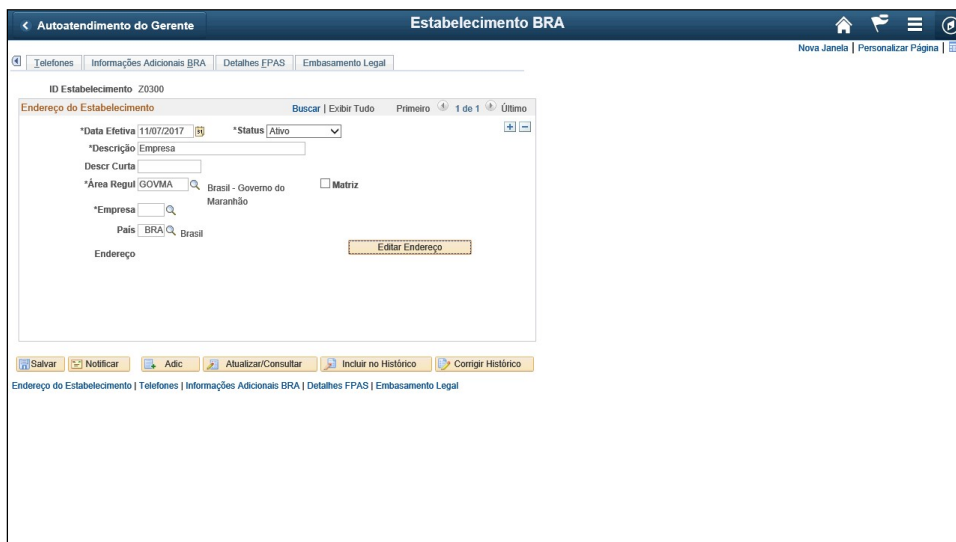 Autoatendimento do Gerente
Estabelecimento BRA
Nova Janela | Personalizar Página |
Telefones Informações Adicionais BRA Detalhes FPAS Embasamento Legal
ID Estabelecimento Z0300
Endereço do Estabelecimento Buscar | Exibir Tudo Primeiro 1 de 1 Último
*Data Efetiva 11/07/2017 31 *Status Ativo
*Descrição Empresa
Descr Curta
*Área Regul GOVMA Brasil - Governo do Maranhão Matriz
*Empresa
País BRA Brasil
Endereço Editar Endereço
Salvar Notificar Adic Atualizar/Consultar Incluir no Histórico Corrigir Histórico
Endereço do Estabelecimento | Telefones | Informações Adicionais BRA | Detalhes FPAS | Embasamento Legal